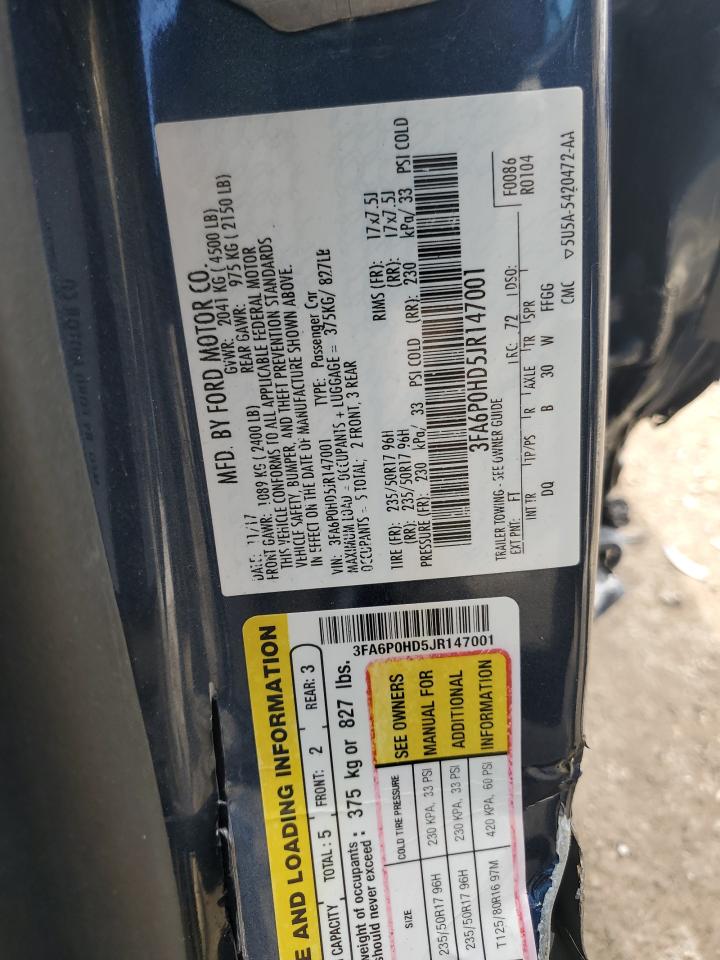 MFD. BY FORD MOTOR CO.
DATE: 11/17 GVWR: 2041 KG ( 4500 LB)
FRONT GAWR: 1089 KG ( 2400 LB) REAR GAWR: 975 KG ( 2150 LB)
THIS VEHICLE CONFORMS TO ALL APPLICABLE FEDERAL MOTOR
VEHICLE SAFETY, BUMPER, AND THEFT PREVENTION STANDARDS
IN EFFECT ON THE DATE OF MANUFACTURE SHOWN ABOVE.
VIN: 3FA6P0HD5JR147001 TYPE: Passenger Car
MAXIMUM LOAD = OCCUPANTS + LUGGAGE = 375KG/ 827LB
OCCUPANTS = 5 TOTAL; 2 FRONT, 3 REAR
TIRE (FR): 235/50R17 96H RIMS (FR): 17x7.5J
(RR): 235/50R17 96H (RR): 17x7.5J
PRESSURE (FR): 230 kPa/ 33 PSI COLD (RR): 230 kPa/ 33 PSI COLD
3FA6P0HD5JR147001
TRAILER TOWING - SEE OWNER GUIDE
EXT PNT: FT RC: 72 DSO: F0086
R0104
INT TR TP/PS R AXLE TR SPR
DQ B 30 W FFGG
CMC ▽5U5A-5420472-AA
E AND LOADING INFORMATION
CAPACITY TOTAL: 5 FRONT: 2 REAR: 3
weight of occupants
should never exceed : 375 kg or 827 lbs.
3FA6P0HD5JR147001
SIZE COLD TIRE PRESSURE SEE OWNERS
MANUAL FOR
ADDITIONAL
INFORMATION
235/50R17 96H 230 KPA, 33 PSI
235/50R17 96H 230 KPA, 33 PSI
T125/80R16 97M 420 KPA, 60 PSI